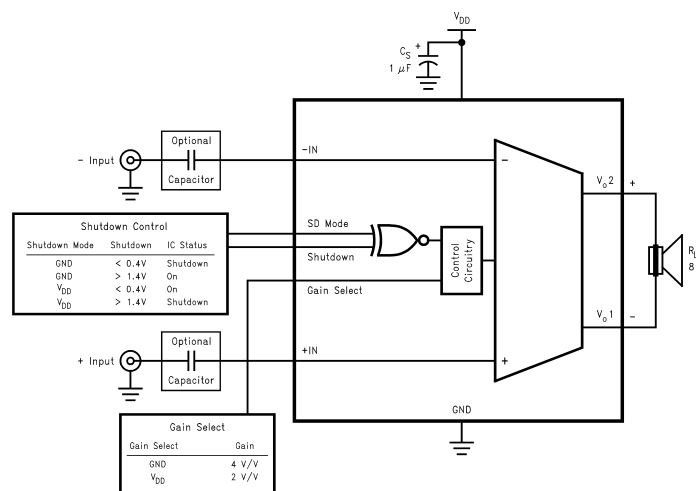 V_DD
C_S +
1 μF
Optional
- Input
Capacitor
-IN
-
V_o2 +
Shutdown Control
Shutdown Mode Shutdown IC Status
GND < 0.4V Shutdown
GND > 1.4V On
V_DD < 0.4V On
V_DD > 1.4V Shutdown
SD Mode
Shutdown
Gain Select
Control
Circuitry
R_L
8
V_o1 -
Optional
+ Input
Capacitor
+IN
+
GND
Gain Select
Gain Select Gain
GND 4 V/V
V_DD 2 V/V